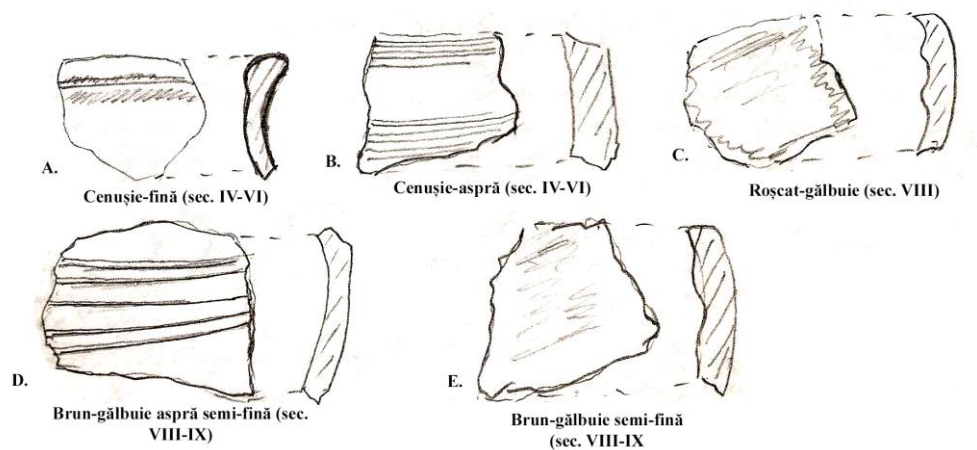 A.
Cenușie-fină (sec. IV-VI)
B.
Cenușie-aspră (sec. IV-VI)
C.
Roșcat-gălbuie (sec. VIII)
D.
Brun-gălbuie aspră semi-fină (sec.
VIII-IX)
E.
Brun-gălbuie semi-fină
(sec. VIII-IX